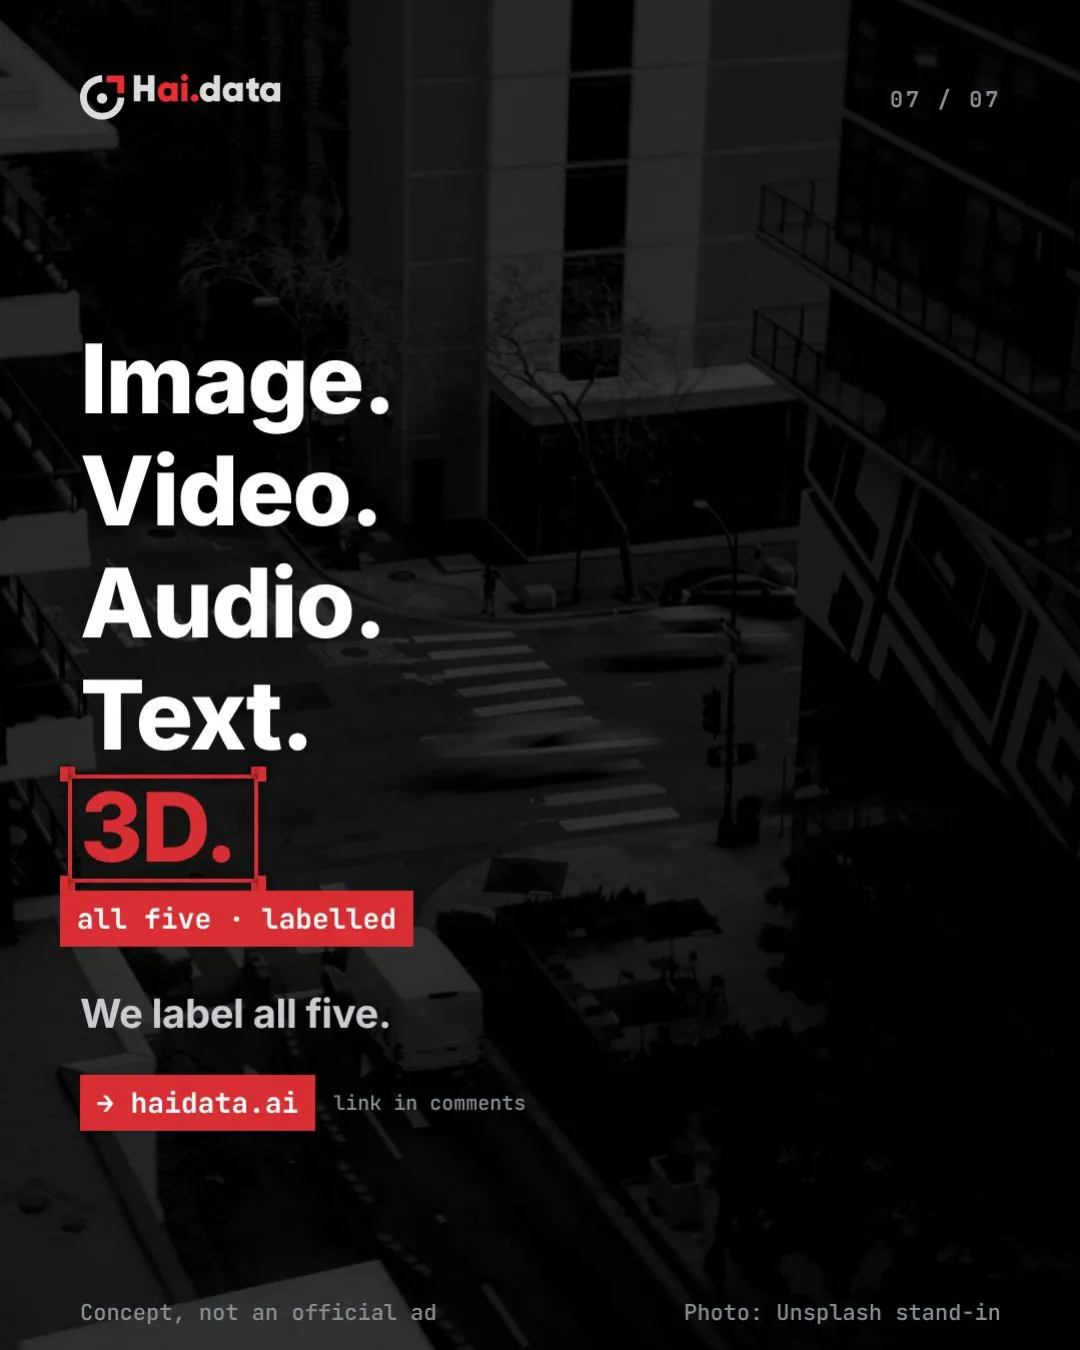 Hai.data
07 / 07
Image.
Video.
Audio.
Text.
3D.
all five · labelled
We label all five.
→ haidata.ai
link in comments
Concept, not an official ad
Photo: Unsplash stand-in